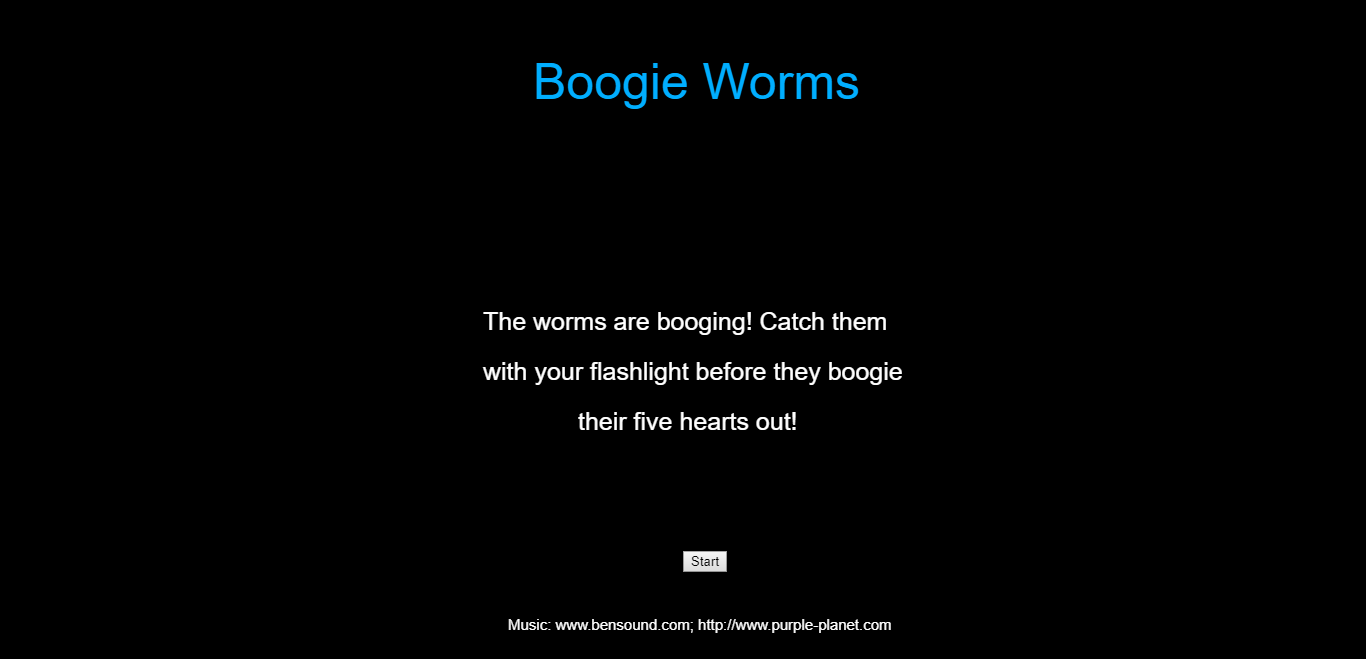 Boogie Worms
The worms are booging! Catch them
with your flashlight before they boogie
their five hearts out!
Start
Music: www.bensound.com; http://www.purple-planet.com